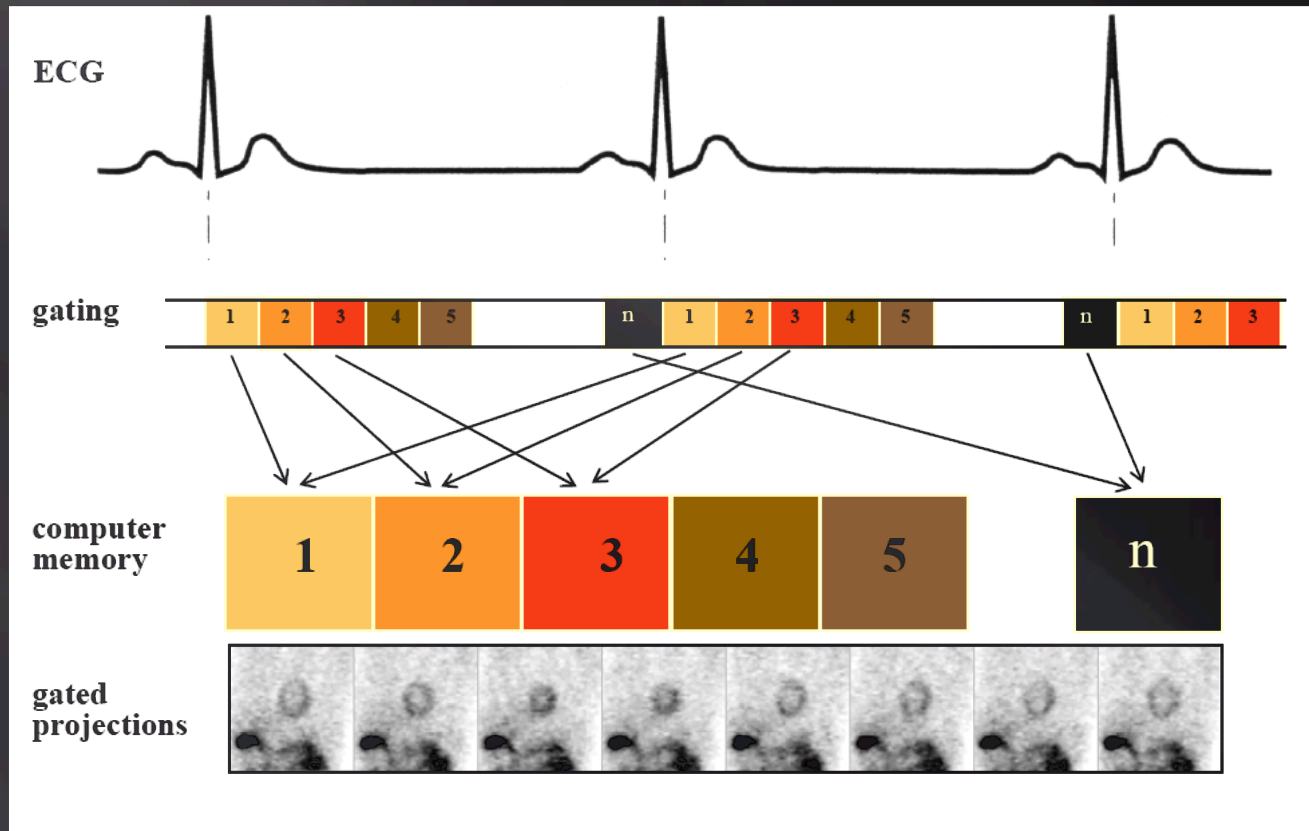 ECG
gating
1 2 3 4 5 n 1 2 3 4 5 n 1 2 3
computer
memory
1 2 3 4 5 n
gated
projections